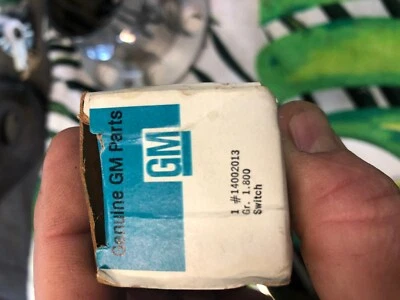 Genuine GM Parts
GM
1 #14002013
Gr. 1.800
Switch